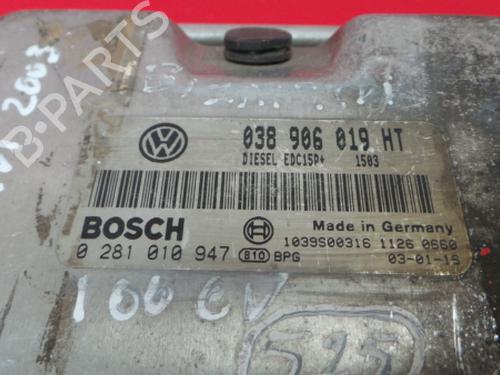 B-PARTS
2003
038 906 019 HT
DIESEL EDC15P+ 1503
BOSCH
Made in Germany
0 281 010 947 810 BPG
1039S00316 1126 0660
03-01-15
100 CV
595